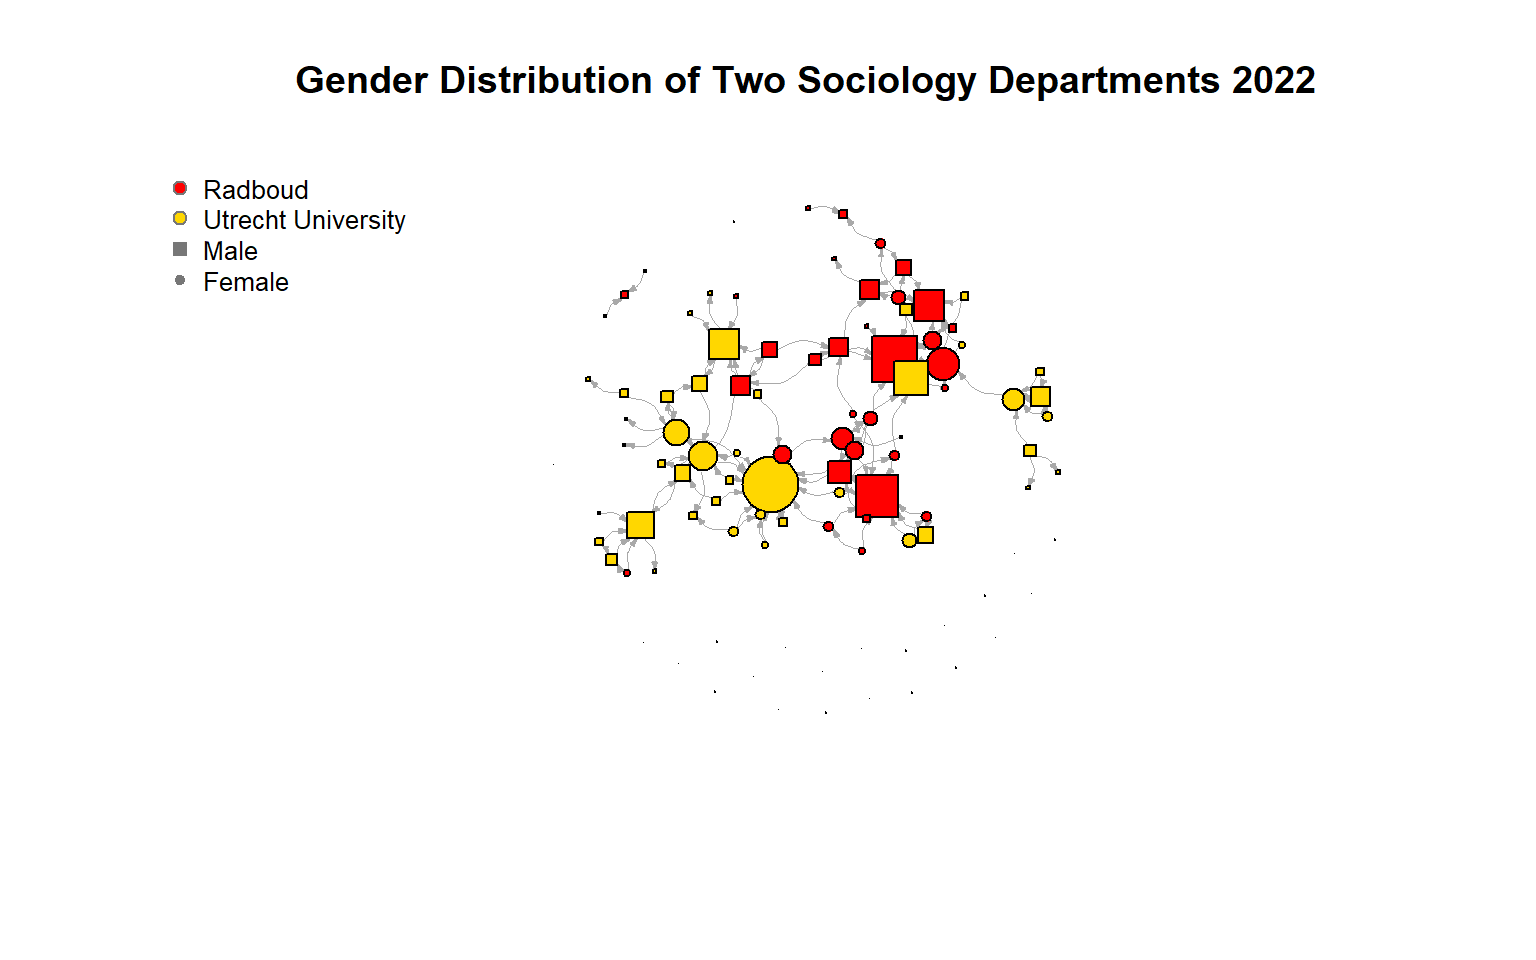 Gender Distribution of Two Sociology Departments 2022
Radboud
Utrecht University
Male
Female